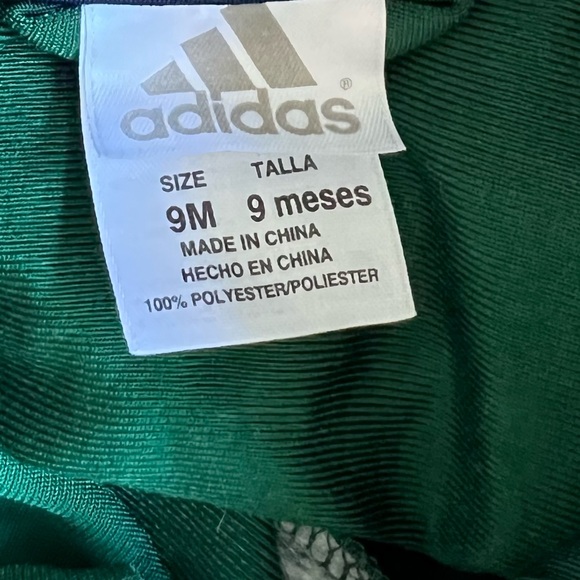 adidas®
SIZE TALLA
9M 9 meses
MADE IN CHINA
HECHO EN CHINA
100% POLYESTER/POLIESTER